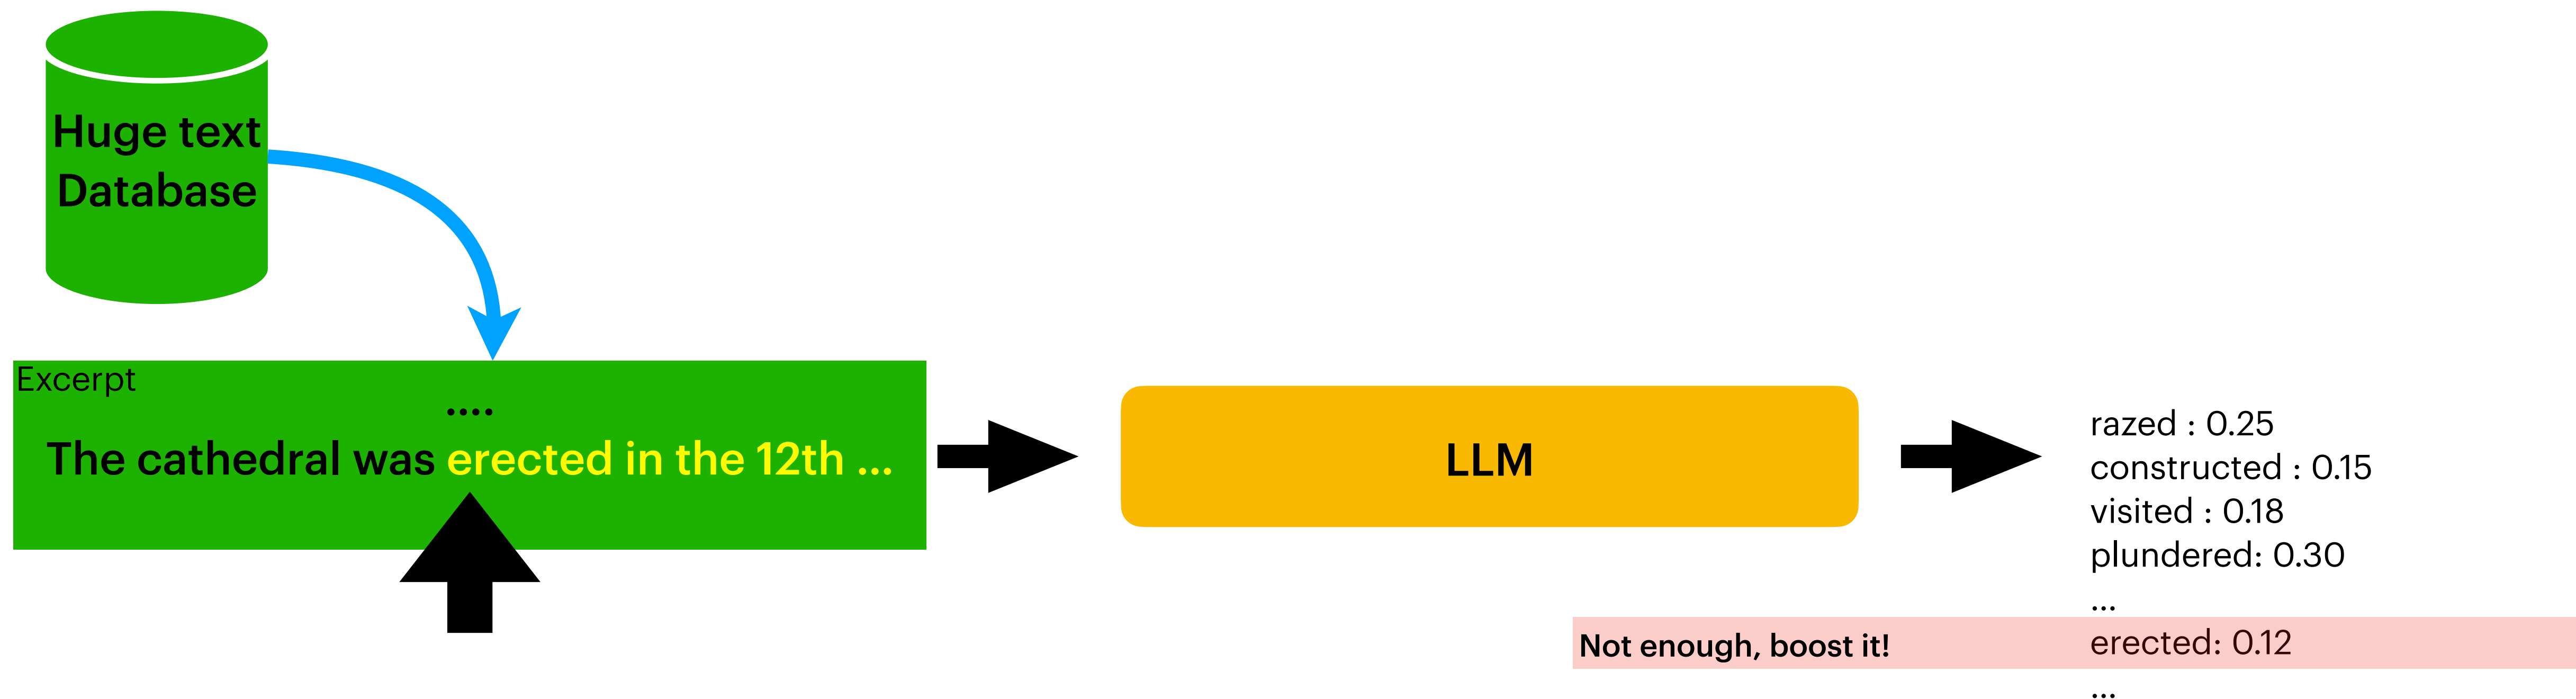 Huge text
Database
Excerpt
....
The cathedral was erected in the 12th ...
LLM
razed : 0.25
constructed : 0.15
visited : 0.18
plundered: 0.30
...
Not enough, boost it!
erected: 0.12
...